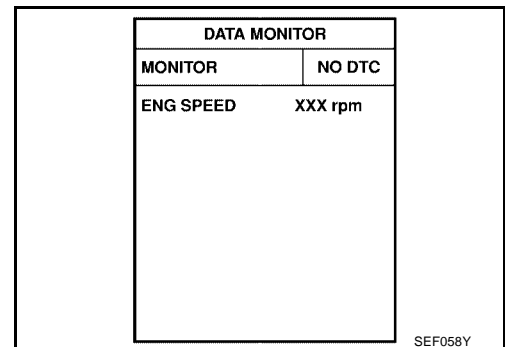 DATA MONITOR
MONITOR NO DTC
ENG SPEED XXX rpm
SEF058Y